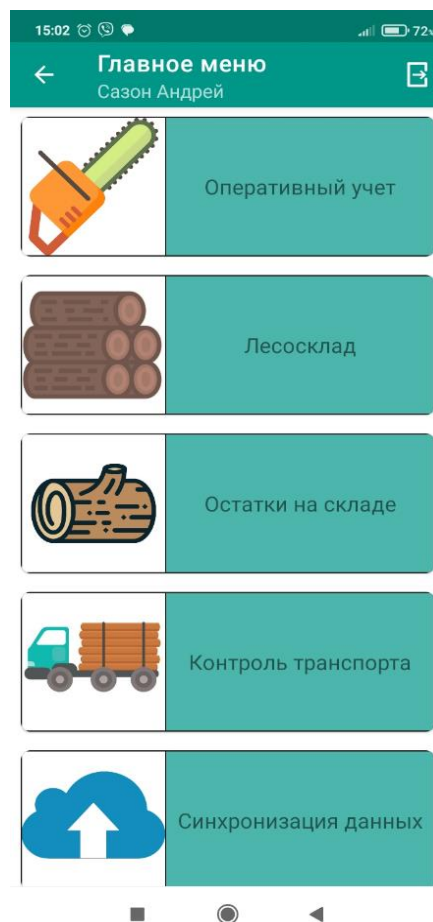 15:02 72
Главное меню
Сазон Андрей
Оперативный учет
Лесосклад
Остатки на складе
Контроль транспорта
Синхронизация данных